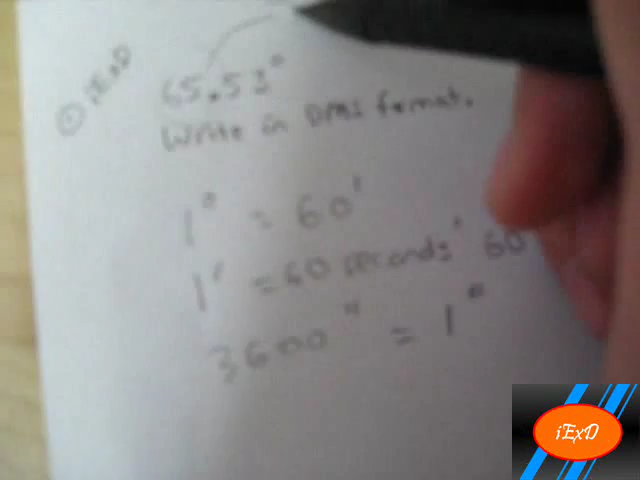 © iExD
65.53°
Write in DMS format.
1° = 60'
1' = 60 seconds' 60
3600" = 1°
iExD